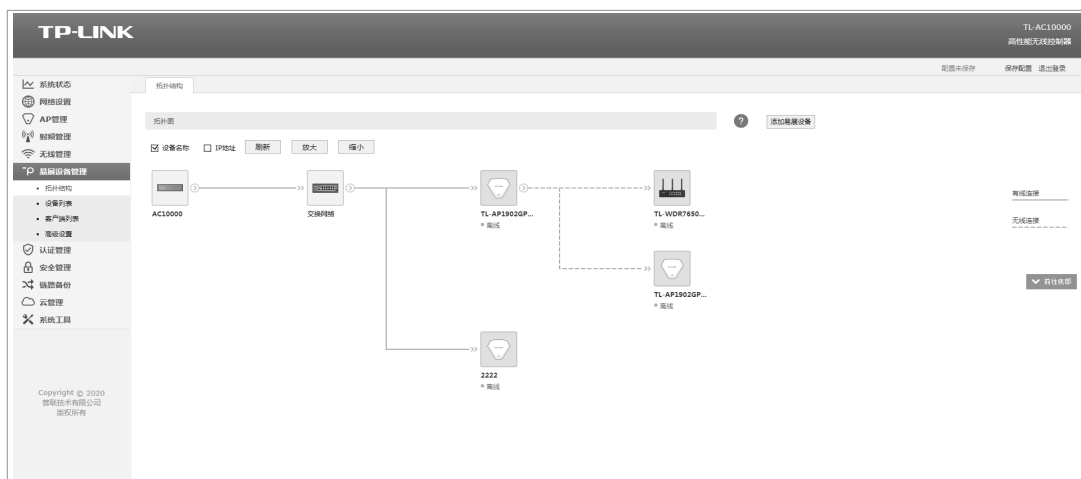 TP-LINK
TL-AC10000
高性能无线控制器
配置未保存 保存配置 退出登录
系统状态
网络设置
AP管理
射频管理
无线管理
易展设备管理
• 拓扑结构
• 设备列表
• 客户端列表
• 高级设置
认证管理
安全管理
链路备份
云管理
系统工具
Copyright © 2020
普联技术有限公司
版权所有
拓扑结构
拓扑图
? 添加易展设备
设备名称 IP地址 刷新 放大 缩小
AC10000
交换网络
TL-AP1902GP...
离线
TL-WDR7650...
离线
TL-AP1902GP...
离线
2222
离线
有线连接
无线连接
前往底部